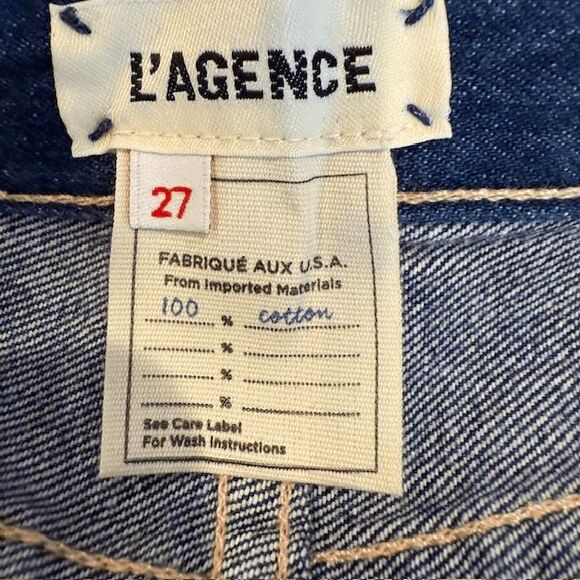 L'AGENCE
27
FABRIQUÉ AUX U.S.A.
From Imported Materials
100 % cotton
%
%
%
See Care Label
For Wash Instructions